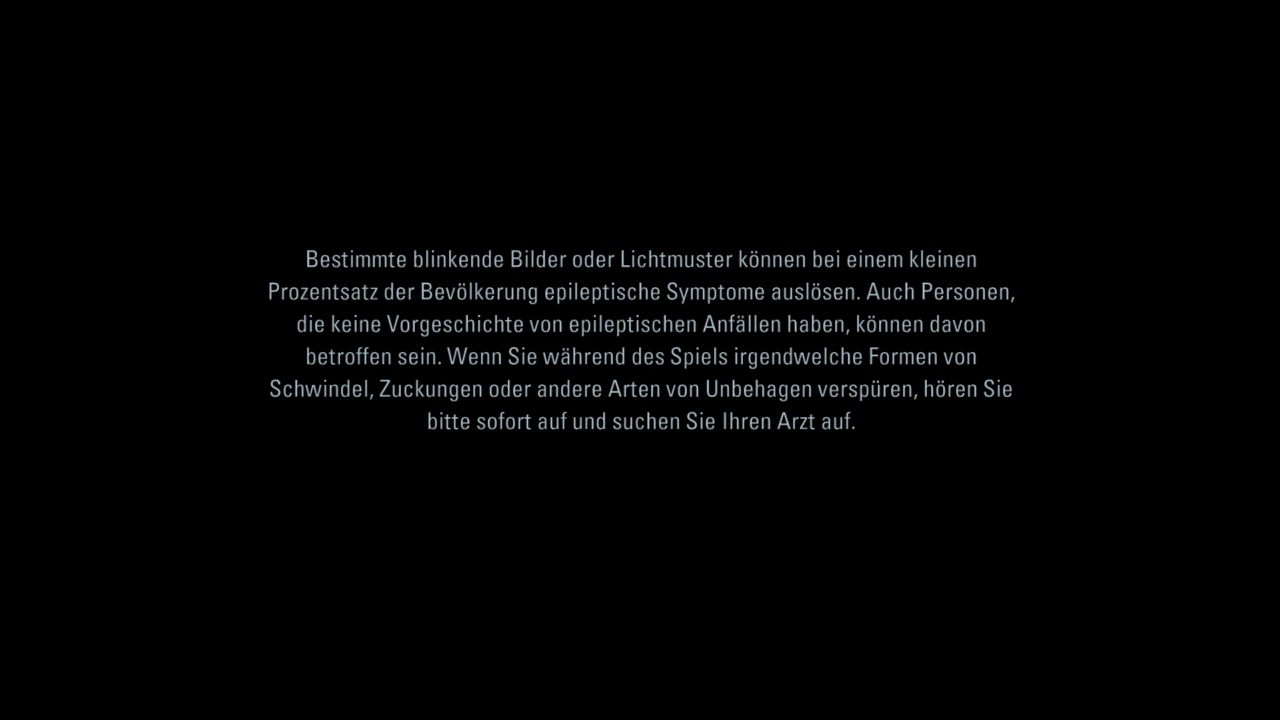 Bestimmte blinkende Bilder oder Lichtmuster können bei einem kleinen
Prozentsatz der Bevölkerung epileptische Symptome auslösen. Auch Personen,
die keine Vorgeschichte von epileptischen Anfällen haben, können davon
betroffen sein. Wenn Sie während des Spiels irgendwelche Formen von
Schwindel, Zuckungen oder andere Arten von Unbehagen verspüren, hören Sie
bitte sofort auf und suchen Sie Ihren Arzt auf.